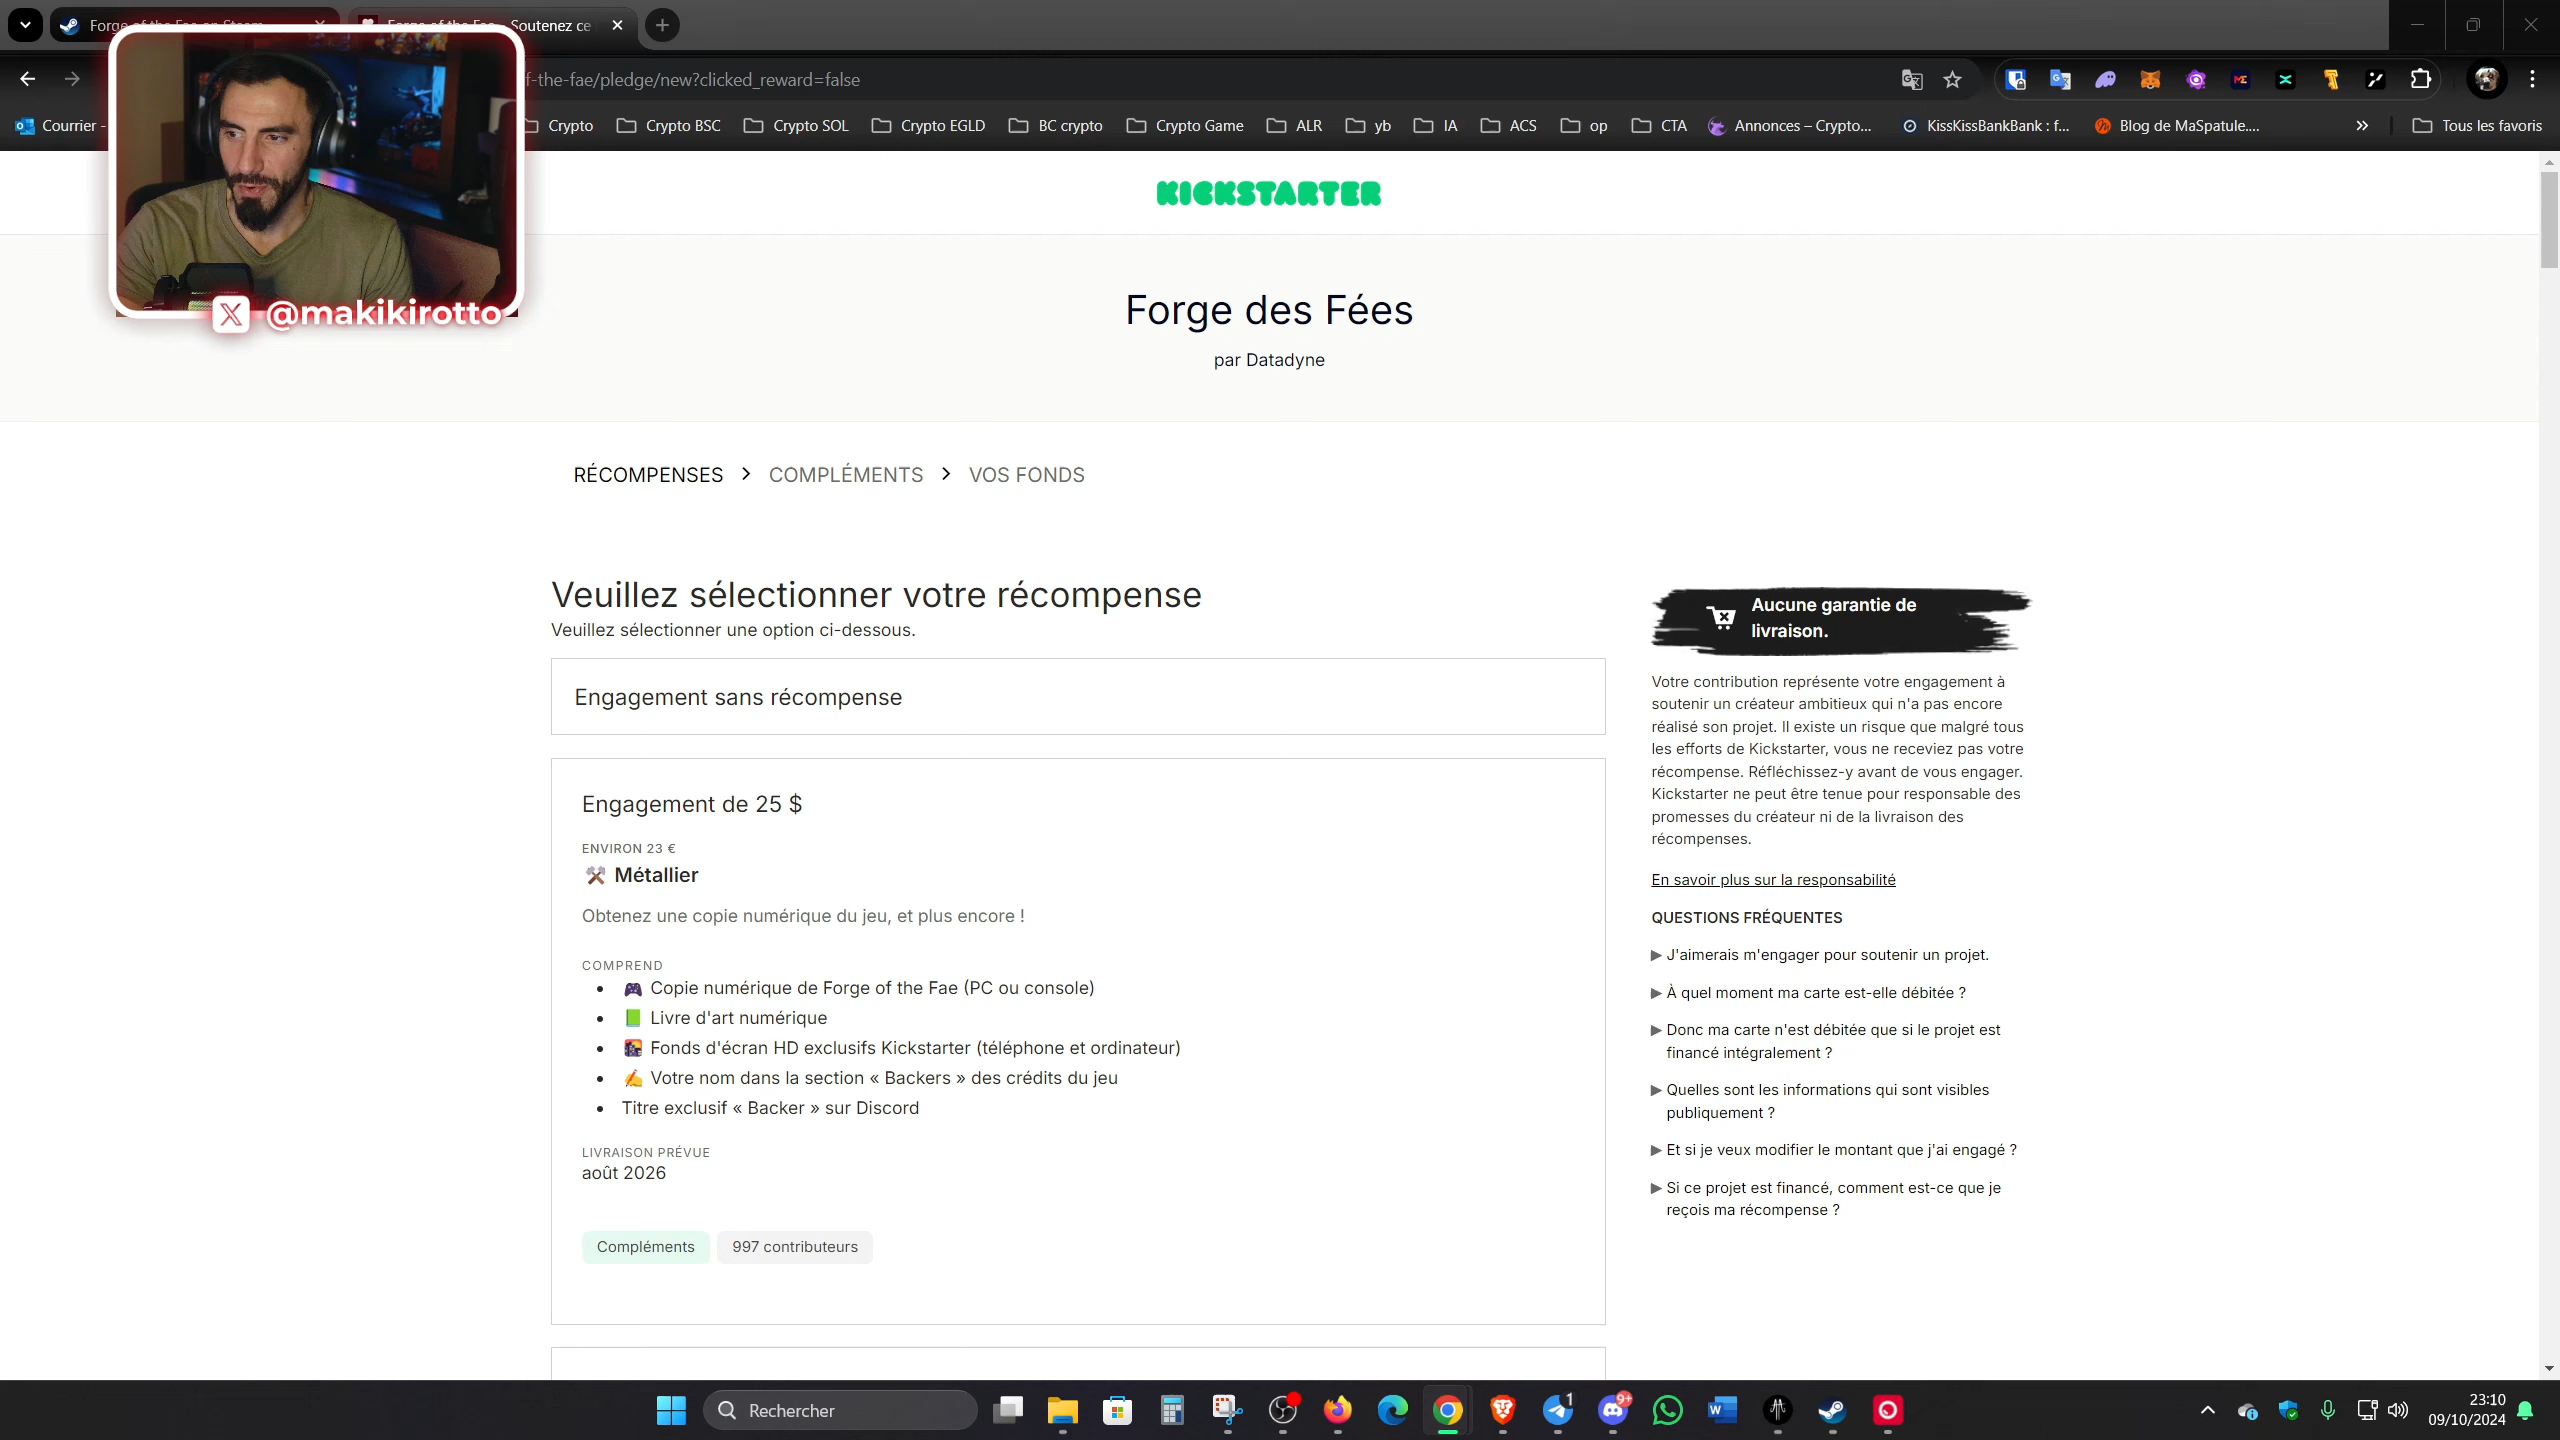 Forge of the Fae on Steam
Forge of the Fae – Soutenez ce
f-the-fae/pledge/new?clicked_reward=false
Courrier -
Crypto
Crypto BSC
Crypto SOL
Crypto EGLD
BC crypto
Crypto Game
ALR
yb
IA
ACS
op
CTA
Annonces – Crypto...
KissKissBankBank : f...
Blog de MaSpatule....
Tous les favoris
@makikirotto
KICKSTARTER
Forge des Fées
par Datadyne
RÉCOMPENSES > COMPLÉMENTS > VOS FONDS
Veuillez sélectionner votre récompense
Veuillez sélectionner une option ci-dessous.
Engagement sans récompense
Engagement de 25 $
ENVIRON 23 €
⚒️ Métallier
Obtenez une copie numérique du jeu, et plus encore !
COMPREND
• 🎮 Copie numérique de Forge of the Fae (PC ou console)
• 📗 Livre d'art numérique
• 🌇 Fonds d'écran HD exclusifs Kickstarter (téléphone et ordinateur)
• ✍️ Votre nom dans la section « Backers » des crédits du jeu
• Titre exclusif « Backer » sur Discord
LIVRAISON PRÉVUE
août 2026
Compléments
997 contributeurs
Aucune garantie de
livraison.
Votre contribution représente votre engagement à
soutenir un créateur ambitieux qui n'a pas encore
réalisé son projet. Il existe un risque que malgré tous
les efforts de Kickstarter, vous ne receviez pas votre
récompense. Réfléchissez-y avant de vous engager.
Kickstarter ne peut être tenue pour responsable des
promesses du créateur ni de la livraison des
récompenses.
En savoir plus sur la responsabilité
QUESTIONS FRÉQUENTES
▶ J'aimerais m'engager pour soutenir un projet.
▶ À quel moment ma carte est-elle débitée ?
▶ Donc ma carte n'est débitée que si le projet est
financé intégralement ?
▶ Quelles sont les informations qui sont visibles
publiquement ?
▶ Et si je veux modifier le montant que j'ai engagé ?
▶ Si ce projet est financé, comment est-ce que je
reçois ma récompense ?
Rechercher
1
9+
23:10
09/10/2024